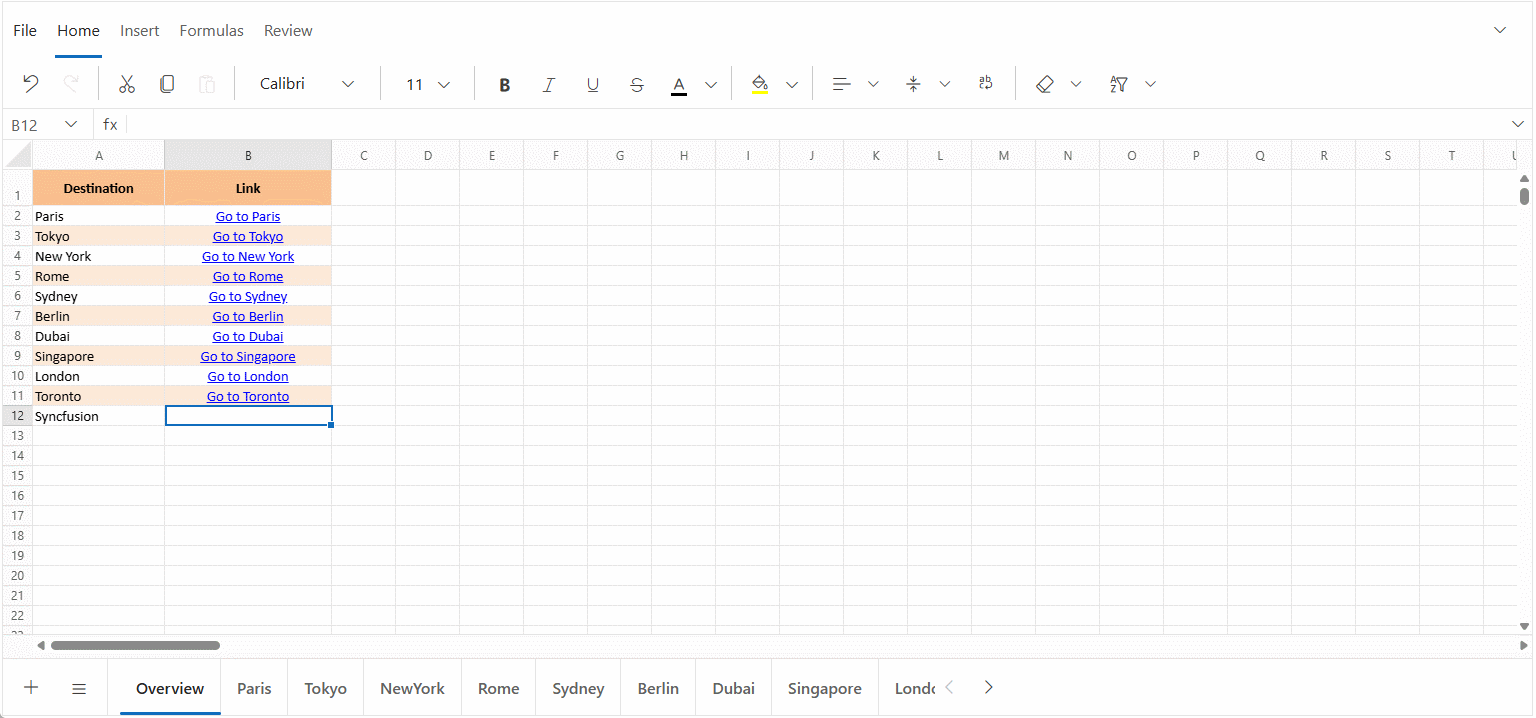 File Home Insert Formulas Review
Calibri 11 B I U S A ab
B12 fx
A B C D E F G H I J K L M N O P Q R S T
1 Destination Link
2 Paris Go to Paris
3 Tokyo Go to Tokyo
4 New York Go to New York
5 Rome Go to Rome
6 Sydney Go to Sydney
7 Berlin Go to Berlin
8 Dubai Go to Dubai
9 Singapore Go to Singapore
10 London Go to London
11 Toronto Go to Toronto
12 Syncfusion
13
14
15
16
17
18
19
20
21
22
Overview Paris Tokyo NewYork Rome Sydney Berlin Dubai Singapore Lond